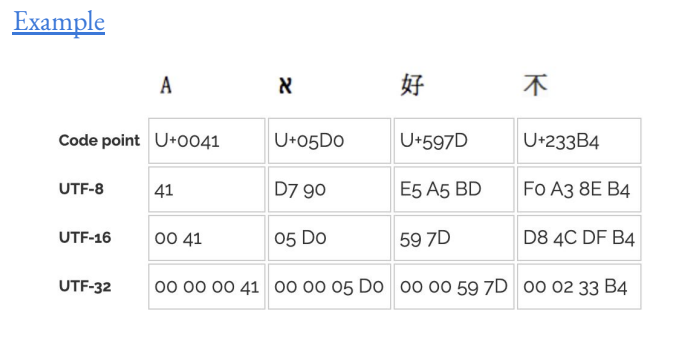 Example
A א 好 𣎴
Code point U+0041 U+05D0 U+597D U+233B4
UTF-8 41 D7 90 E5 A5 BD F0 A3 8E B4
UTF-16 00 41 05 D0 59 7D D8 4C DF B4
UTF-32 00 00 00 41 00 00 05 D0 00 00 59 7D 00 02 33 B4